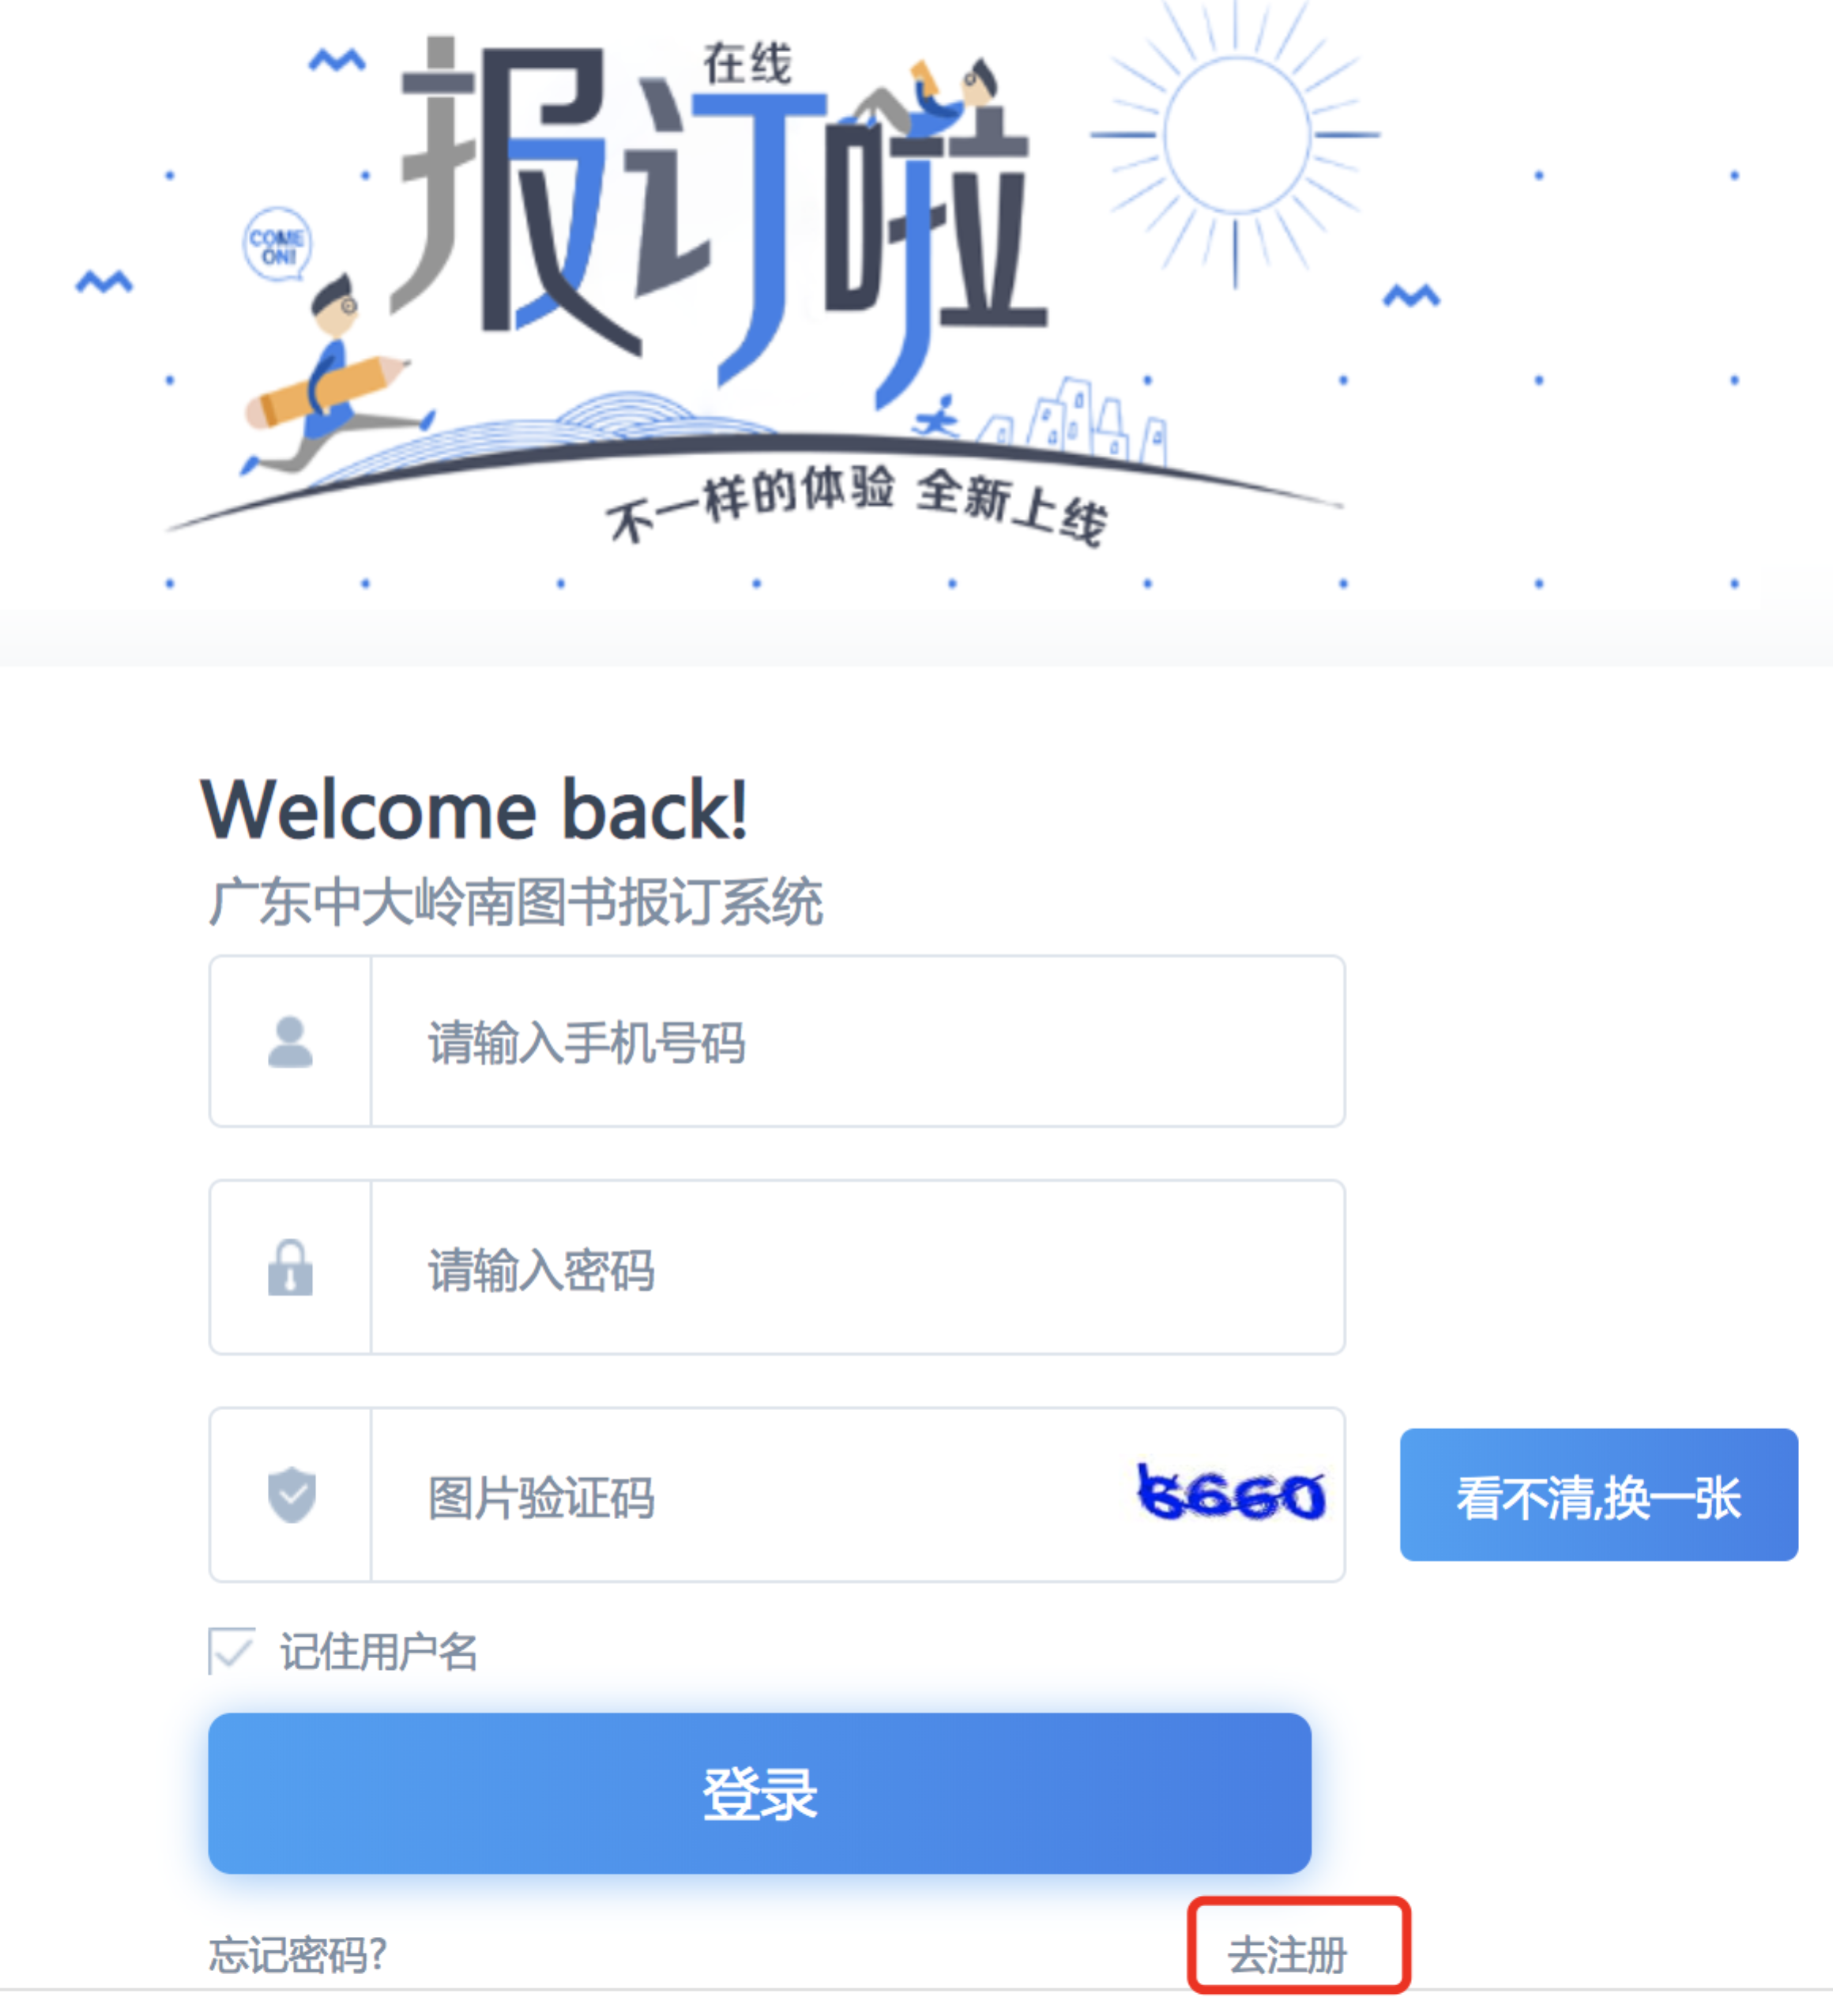 在线
报订啦
COME
ON!
不一样的体验 全新上线
Welcome back!
广东中大岭南图书报订系统
请输入手机号码
请输入密码
图片验证码
看不清,换一张
记住用户名
登录
忘记密码?
去注册